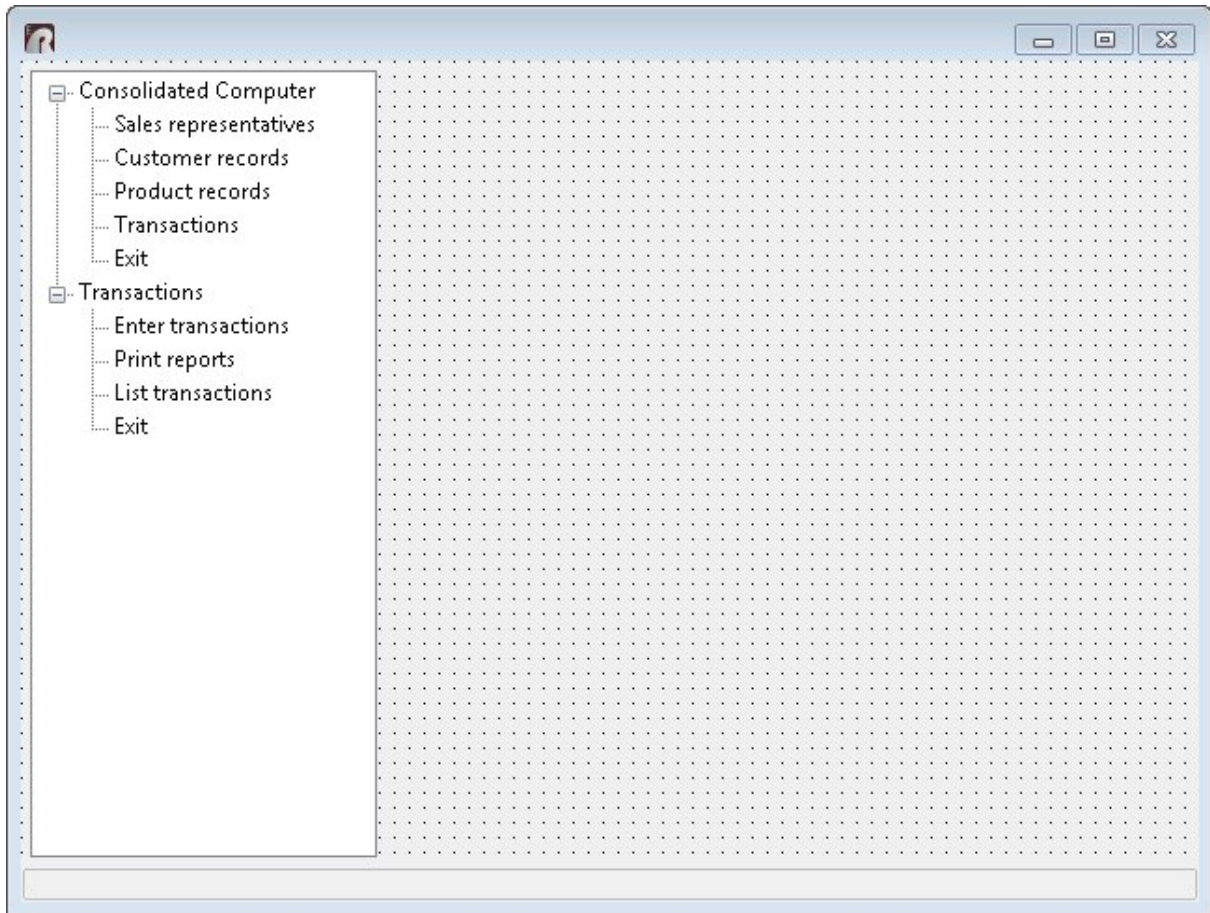 Consolidated Computer
Sales representatives
Customer records
Product records
Transactions
Exit
Transactions
Enter transactions
Print reports
List transactions
Exit